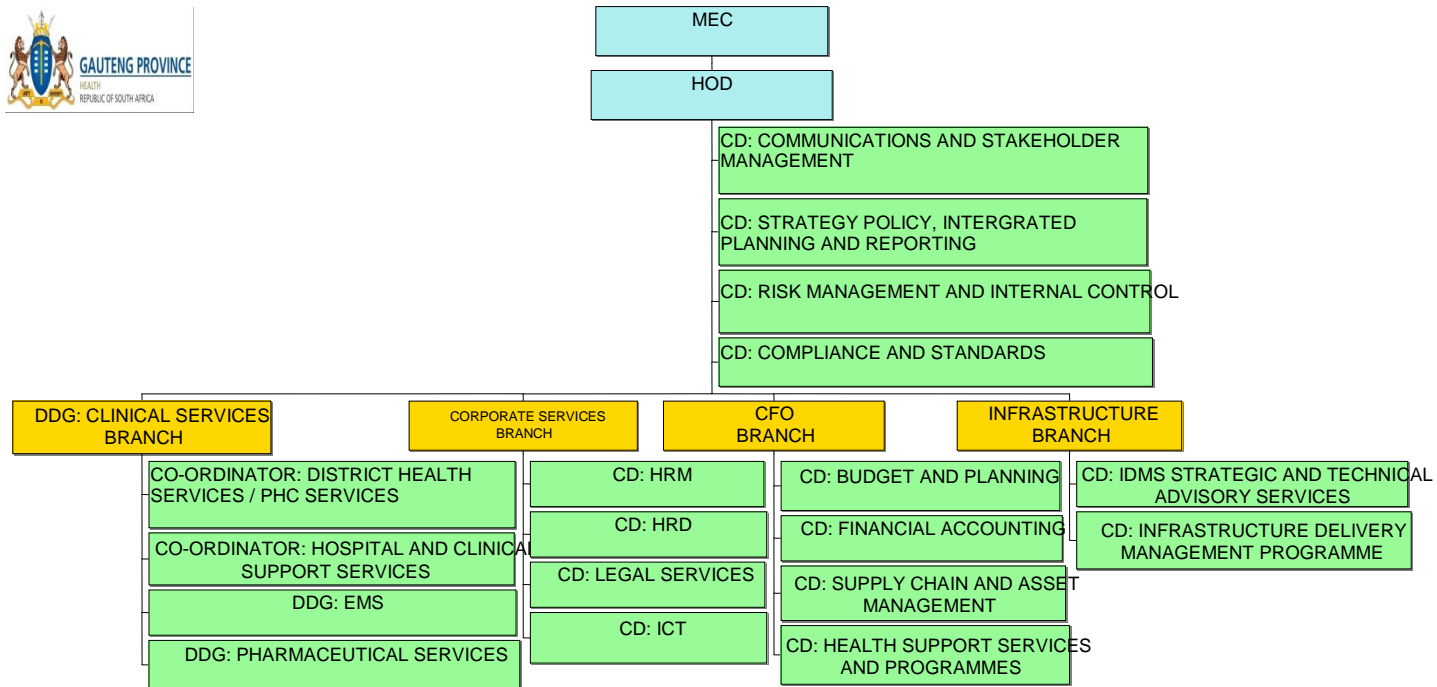 GAUTENG PROVINCE
HEALTH
REPUBLIC OF SOUTH AFRICA
MEC
HOD
CD: COMMUNICATIONS AND STAKEHOLDER
MANAGEMENT
CD: STRATEGY POLICY, INTERGRATED
PLANNING AND REPORTING
CD: RISK MANAGEMENT AND INTERNAL CONTROL
CD: COMPLIANCE AND STANDARDS
DDG: CLINICAL SERVICES
BRANCH
CO-ORDINATOR: DISTRICT HEALTH
SERVICES / PHC SERVICES
CO-ORDINATOR: HOSPITAL AND CLINICAL
SUPPORT SERVICES
DDG: EMS
DDG: PHARMACEUTICAL SERVICES
CORPORATE SERVICES
BRANCH
CD: HRM
CD: HRD
CD: LEGAL SERVICES
CD: ICT
CFO
BRANCH
CD: BUDGET AND PLANNING
CD: FINANCIAL ACCOUNTING
CD: SUPPLY CHAIN AND ASSET
MANAGEMENT
CD: HEALTH SUPPORT SERVICES
AND PROGRAMMES
INFRASTRUCTURE
BRANCH
CD: IDMS STRATEGIC AND TECHNICAL
ADVISORY SERVICES
CD: INFRASTRUCTURE DELIVERY
MANAGEMENT PROGRAMME